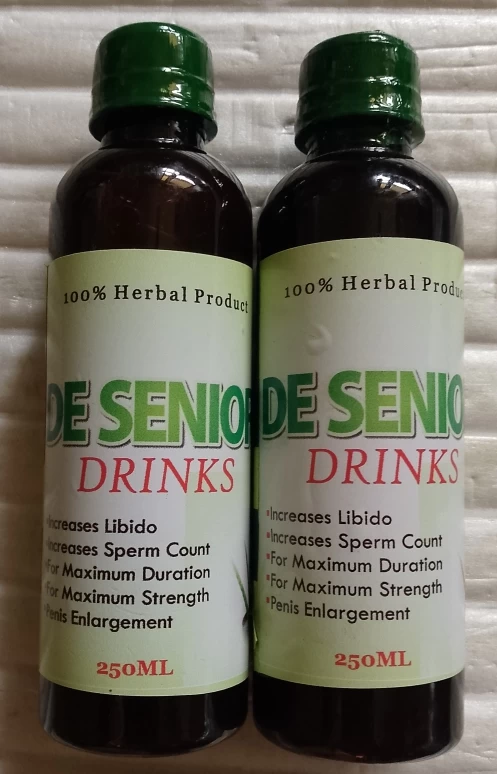 100% Herbal Product
DE SENIOR
DRINKS
Increases Libido
Increases Sperm Count
For Maximum Duration
For Maximum Strength
Penis Enlargement
250ML
100% Herbal Produc
DE SENIO
DRINKS
Increases Libido
Increases Sperm Count
For Maximum Duration
For Maximum Strength
Penis Enlargement
250ML